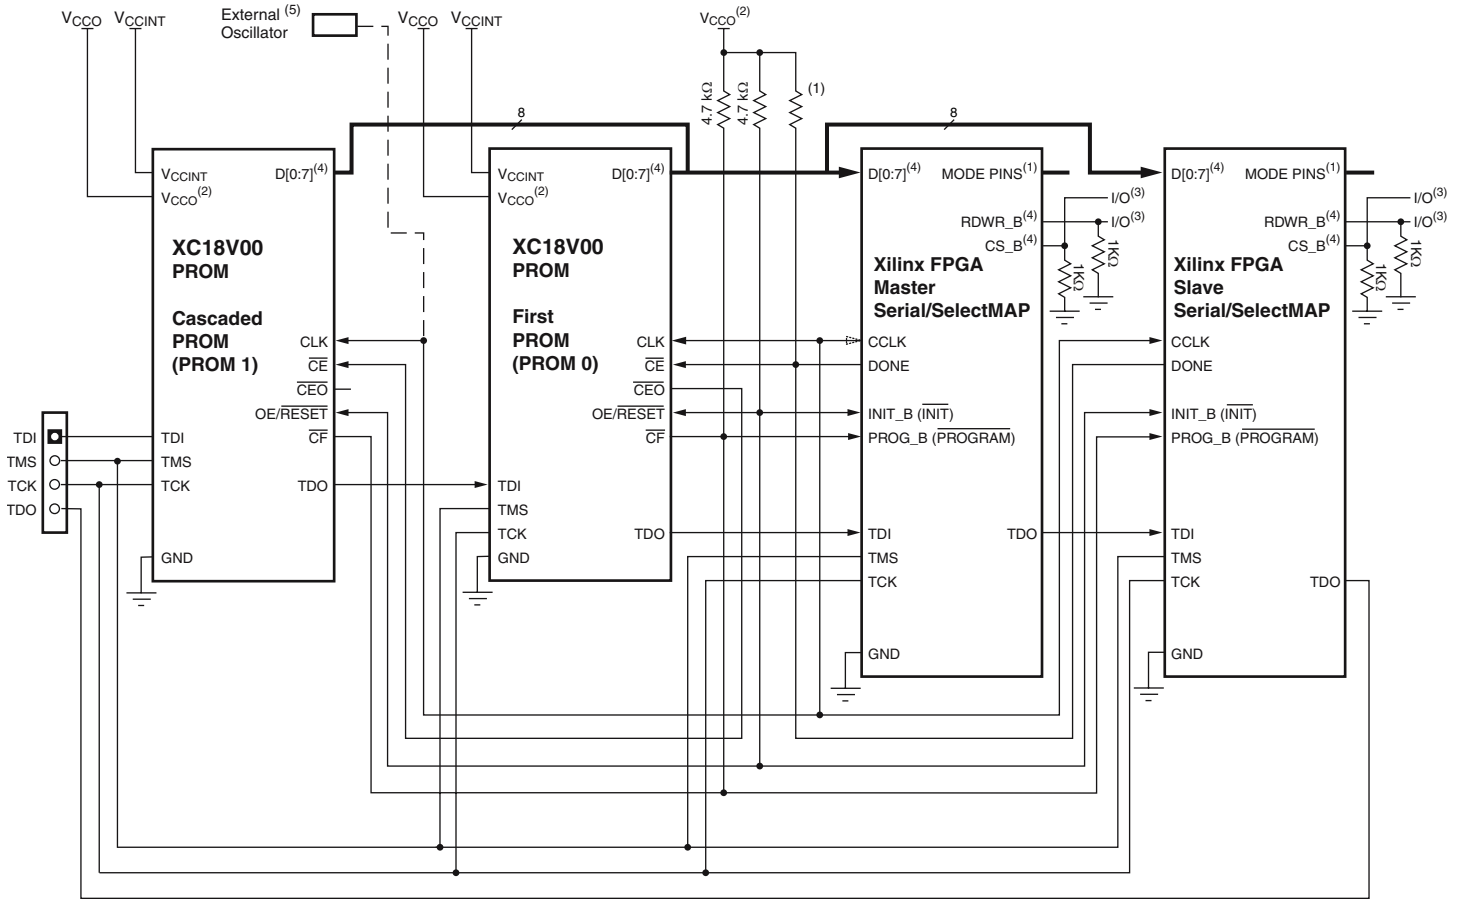 VCCO VCCINT
External (5)
Oscillator
VCCO VCCINT
VCCO(2)
4.7 kΩ
4.7 kΩ
(1)
8
8
VCCINT
VCCO(2)
D[0:7](4)
XC18V00
PROM
Cascaded
PROM
(PROM 1)
CLK
CE
CEO
OE/RESET
CF
TDI
TMS
TCK
TDO
TDI
TMS
TCK
TDO
GND
VCCINT
VCCO(2)
D[0:7](4)
XC18V00
PROM
First
PROM
(PROM 0)
CLK
CE
CEO
OE/RESET
CF
TDI
TMS
TCK
TDO
GND
D[0:7](4) MODE PINS(1)
I/O(3)
RDWR_B(4) I/O(3)
CS_B(4)
1KΩ
1KΩ
Xilinx FPGA
Master
Serial/SelectMAP
CCLK
DONE
INIT_B (INIT)
PROG_B (PROGRAM)
TDI
TMS
TCK
TDO
GND
D[0:7](4) MODE PINS(1)
I/O(3)
RDWR_B(4) I/O(3)
CS_B(4)
1KΩ
1KΩ
Xilinx FPGA
Slave
Serial/SelectMAP
CCLK
DONE
INIT_B (INIT)
PROG_B (PROGRAM)
TDI
TMS
TCK
TDO
GND